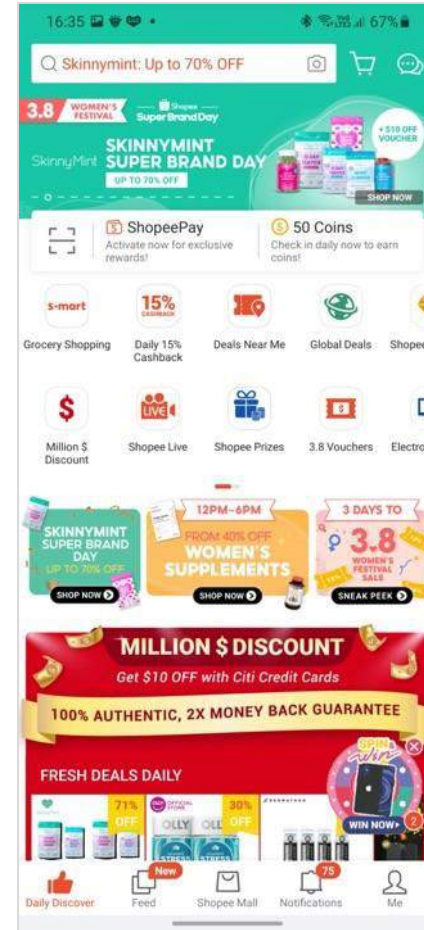 16:35
67%
Skinnymint: Up to 70% OFF
3.8 WOMEN'S FESTIVAL
Shopee
Super Brand Day
+ $10 OFF
VOUCHER
SKINNYMINT
SkinnyMint SUPER BRAND DAY
UP TO 70% OFF
SHOP NOW
ShopeePay
Activate now for exclusive
rewards!
50 Coins
Check in daily now to earn
coins!
s-mart
15%
CASHBACK
Grocery Shopping
Daily 15%
Cashback
Deals Near Me
Global Deals
Shopee
$
LIVE
Million $
Discount
Shopee Live
Shopee Prizes
3.8 Vouchers
Electro
SKINNYMINT
SUPER BRAND
DAY
UP TO 70% OFF
SHOP NOW
12PM-6PM
FROM 40% OFF
WOMEN'S
SUPPLEMENTS
SHOP NOW
3 DAYS TO
3.8
WOMEN'S
FESTIVAL
SALE
SNEAK PEEK
MILLION $ DISCOUNT
Get $10 OFF with Citi Credit Cards
100% AUTHENTIC, 2X MONEY BACK GUARANTEE
SPIN &
win
WIN NOW
2
FRESH DEALS DAILY
71%
OFF
OFFICIAL
STORE
OLLY
STRESS
30%
OFF
New
75
Daily Discover
Feed
Shopee Mall
Notifications
Me